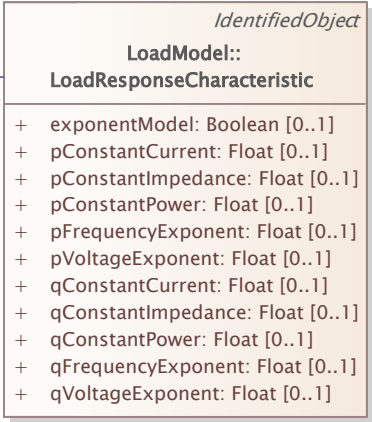 IdentifiedObject
LoadModel::
LoadResponseCharacteristic
+ exponentModel: Boolean [0..1]
+ pConstantCurrent: Float [0..1]
+ pConstantImpedance: Float [0..1]
+ pConstantPower: Float [0..1]
+ pFrequencyExponent: Float [0..1]
+ pVoltageExponent: Float [0..1]
+ qConstantCurrent: Float [0..1]
+ qConstantImpedance: Float [0..1]
+ qConstantPower: Float [0..1]
+ qFrequencyExponent: Float [0..1]
+ qVoltageExponent: Float [0..1]